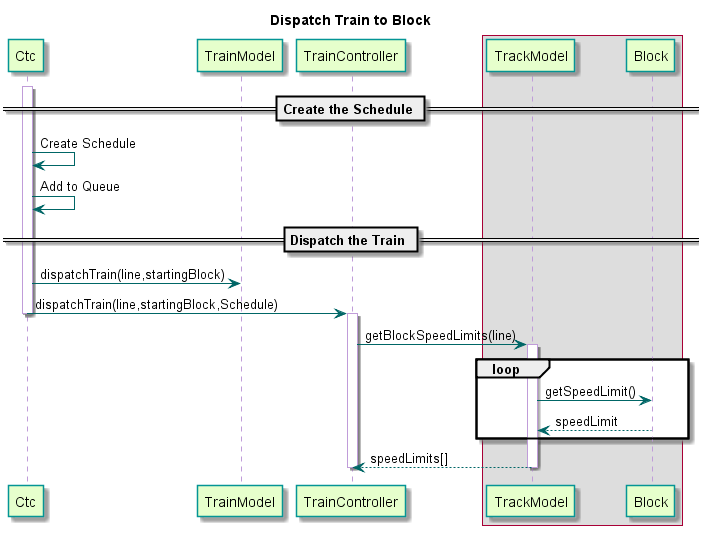 Dispatch Train to Block
Ctc TrainModel TrainController TrackModel Block
Create the Schedule
Create Schedule
Add to Queue
Dispatch the Train
dispatchTrain(line,startingBlock)
dispatchTrain(line,startingBlock,Schedule)
getBlockSpeedLimits(line)
loop
getSpeedLimit()
speedLimit
speedLimits[]
Ctc TrainModel TrainController TrackModel Block